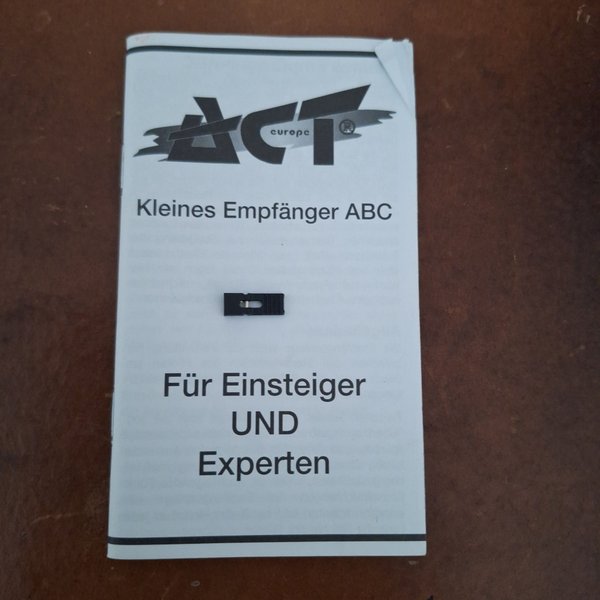 ACT
europe
®
Kleines Empfänger ABC
Für Einsteiger
UND
Experten